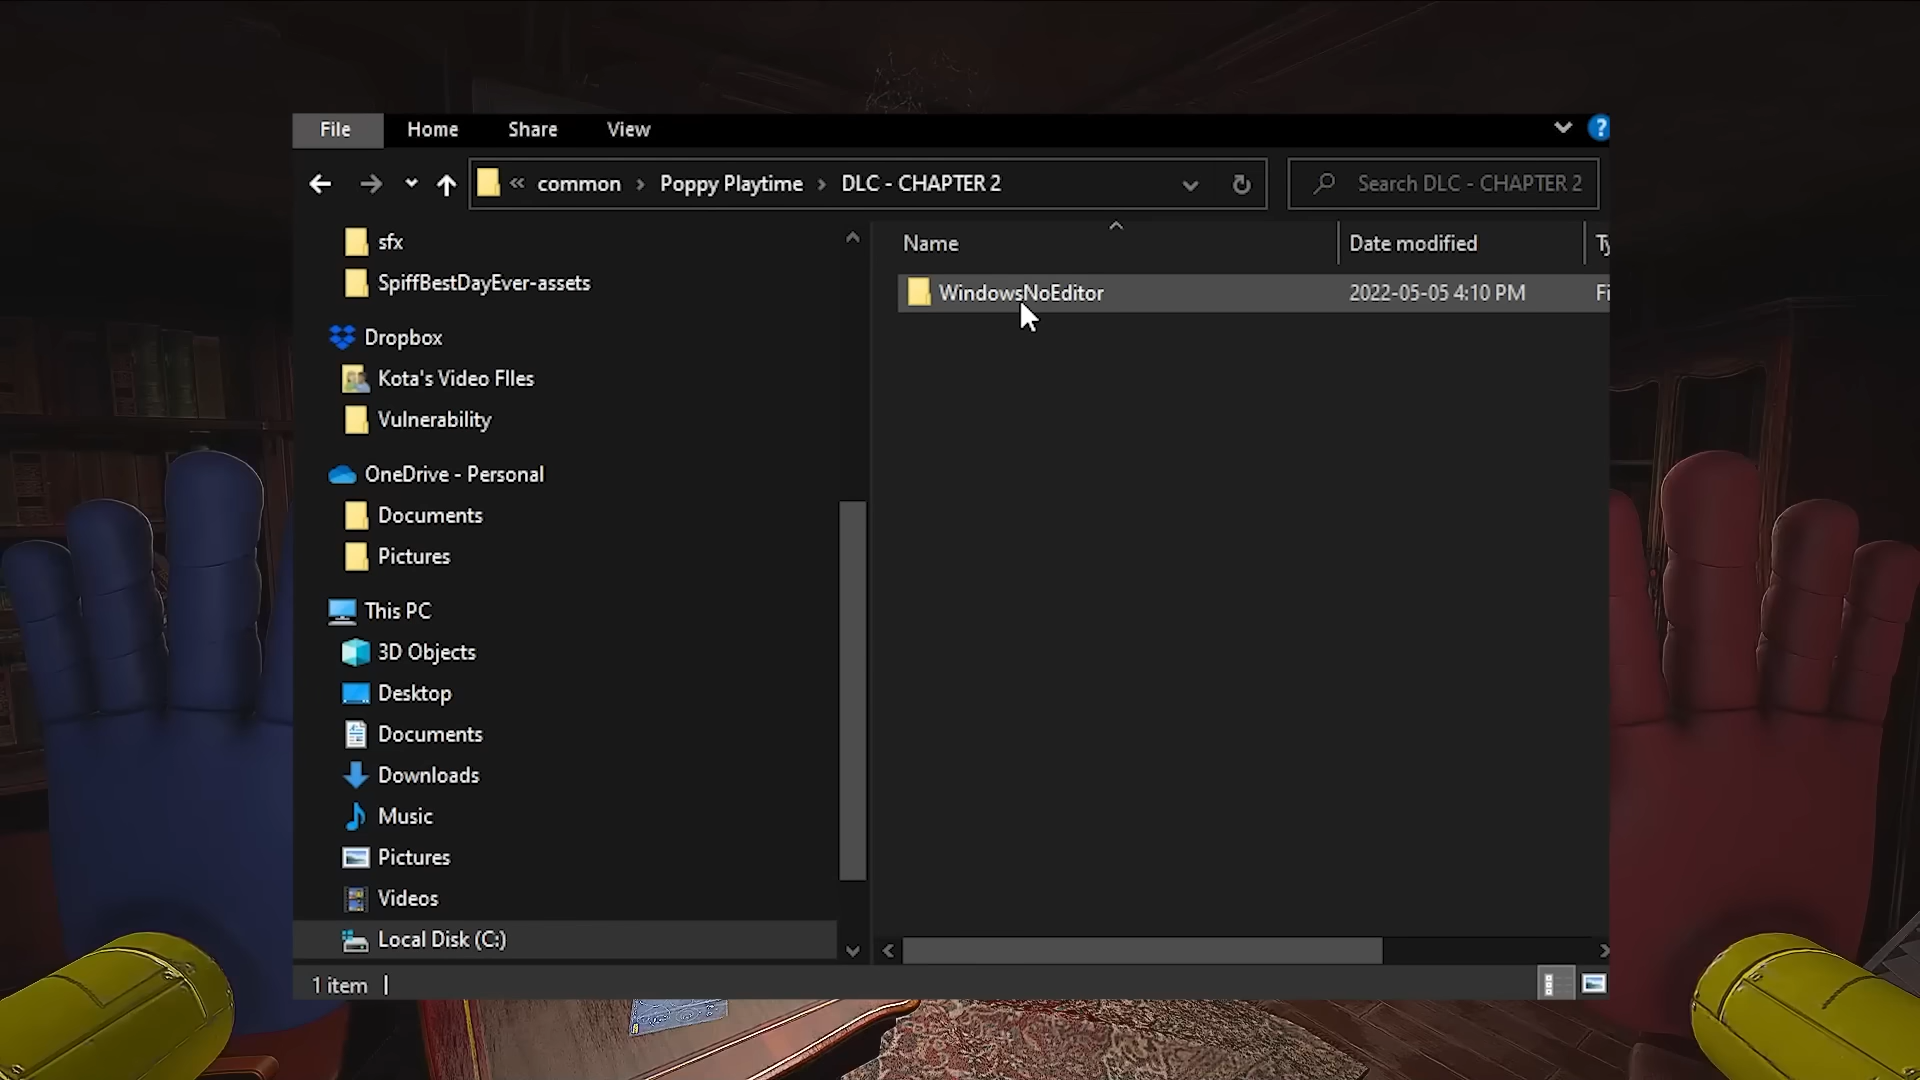 File Home Share View ?
« common › Poppy Playtime › DLC - CHAPTER 2 Search DLC - CHAPTER 2
sfx
SpiffBestDayEver-assets
Dropbox
Kota's Video FIles
Vulnerability
OneDrive - Personal
Documents
Pictures
This PC
3D Objects
Desktop
Documents
Downloads
Music
Pictures
Videos
Local Disk (C:)
Name Date modified Ty
WindowsNoEditor 2022-05-05 4:10 PM Fi
1 item